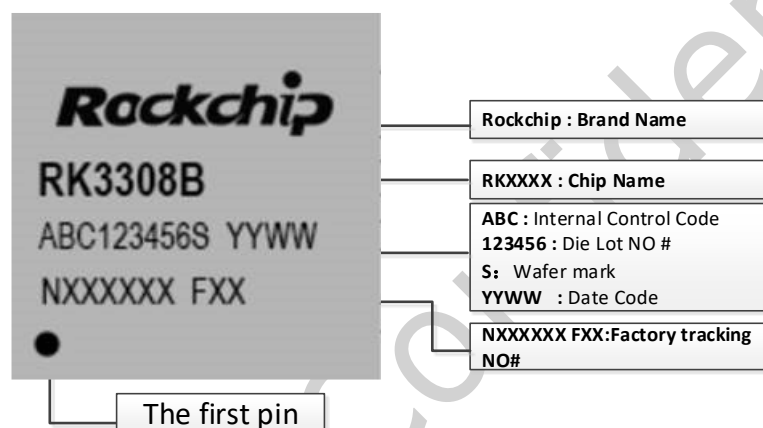 Rockchip
RK3308B
ABC123456S YYWW
NXXXXXX FXX
Rockchip : Brand Name
RKXXXX : Chip Name
ABC : Internal Control Code
123456 : Die Lot NO #
S： Wafer mark
YYWW : Date Code
NXXXXXX FXX:Factory tracking
NO#
The first pin